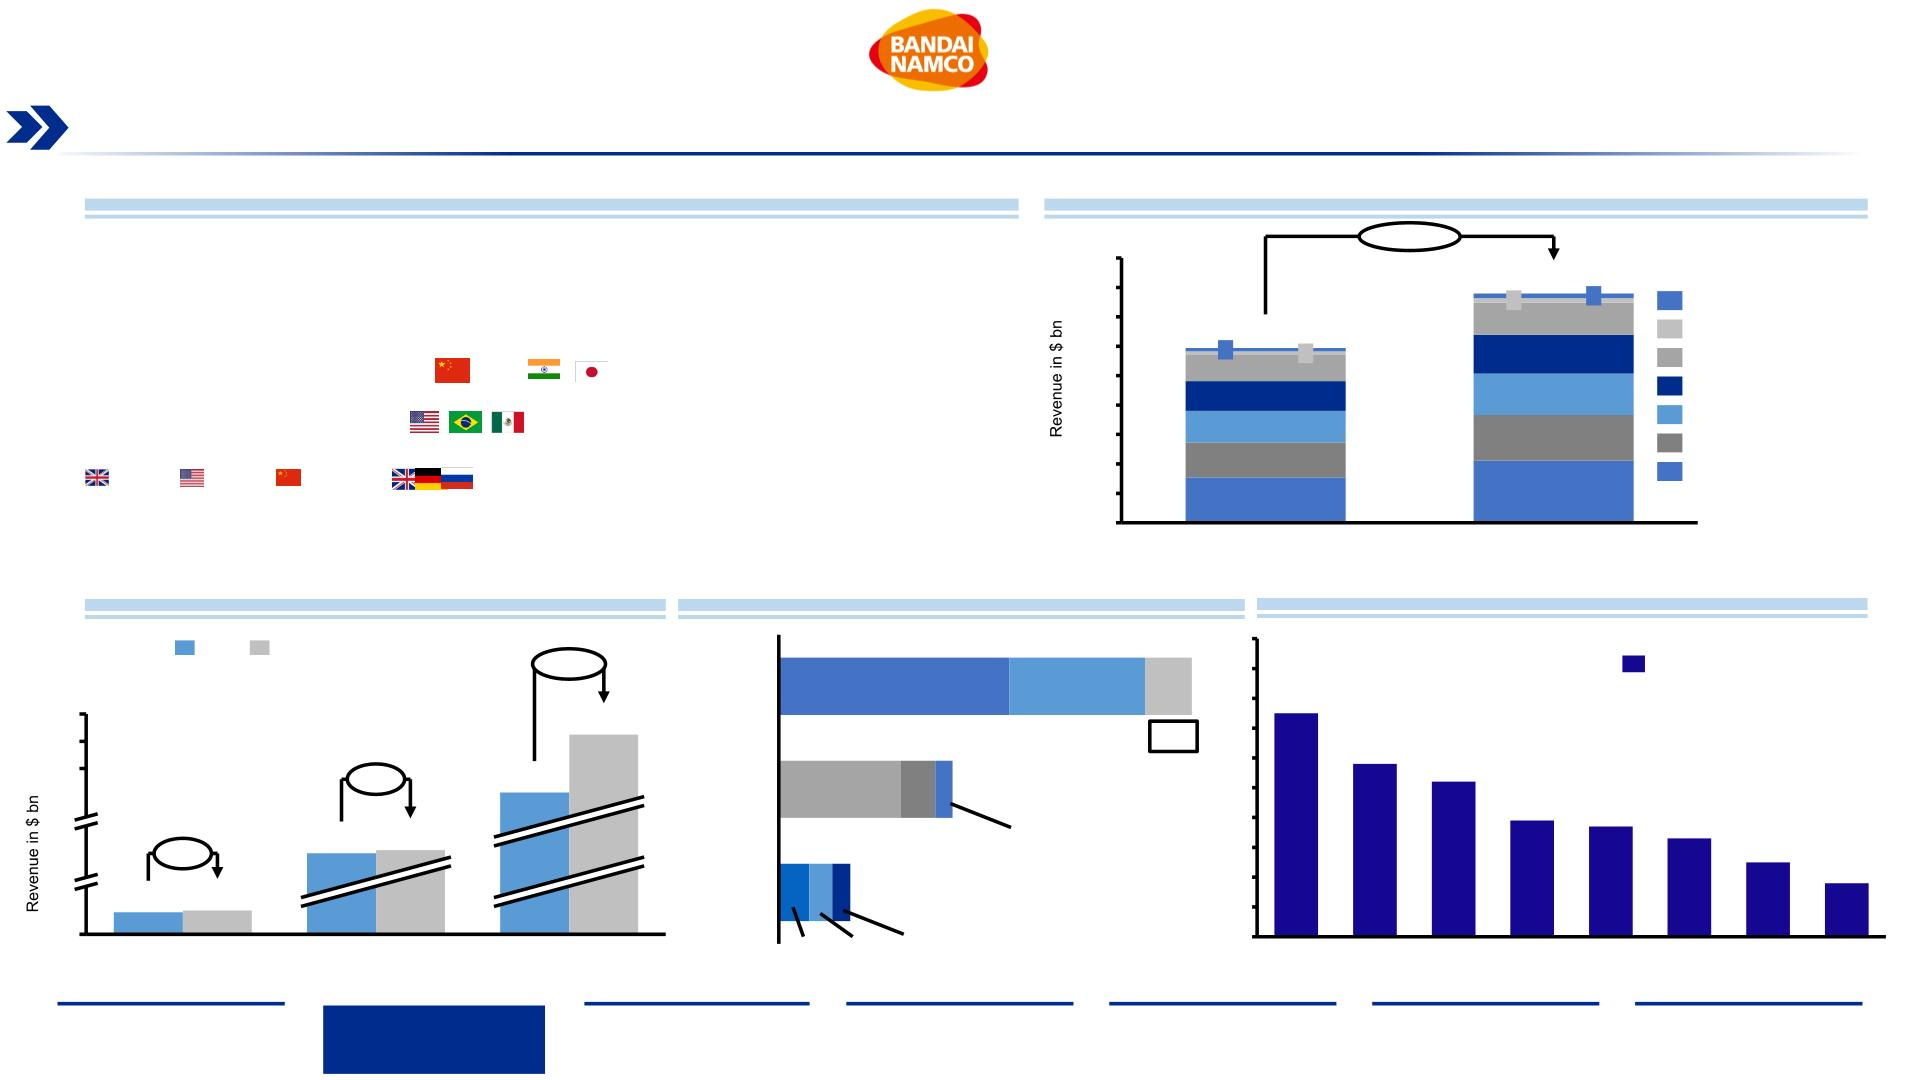 BANDAI
NAMCO
Revenue in $ bn
Revenue in $ bn